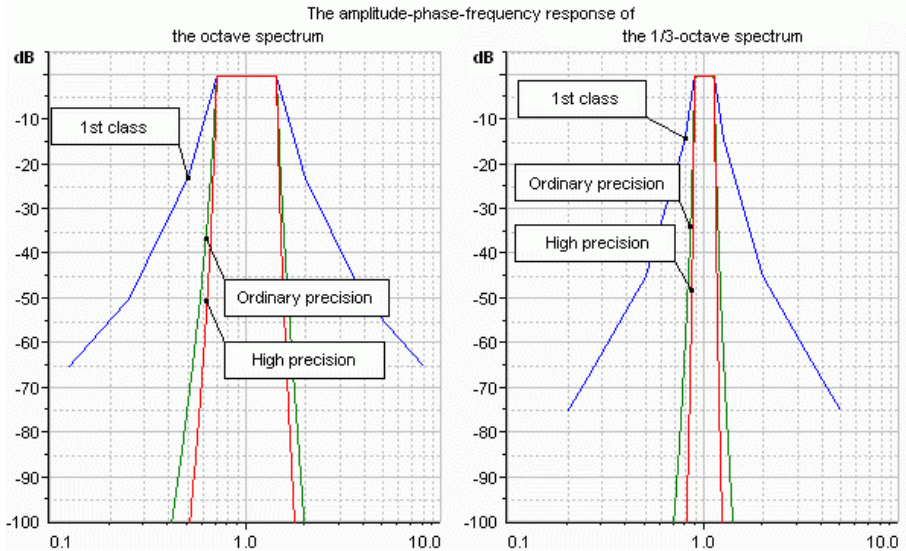 The amplitude-phase-frequency response of
the octave spectrum
the 1/3-octave spectrum
dB
-10
-20
-30
-40
-50
-60
-70
-80
-90
-100
0.1
1.0
10.0
1st class
Ordinary precision
High precision
dB
-10
-20
-30
-40
-50
-60
-70
-80
-90
-100
0.1
1.0
10.0
1st class
Ordinary precision
High precision